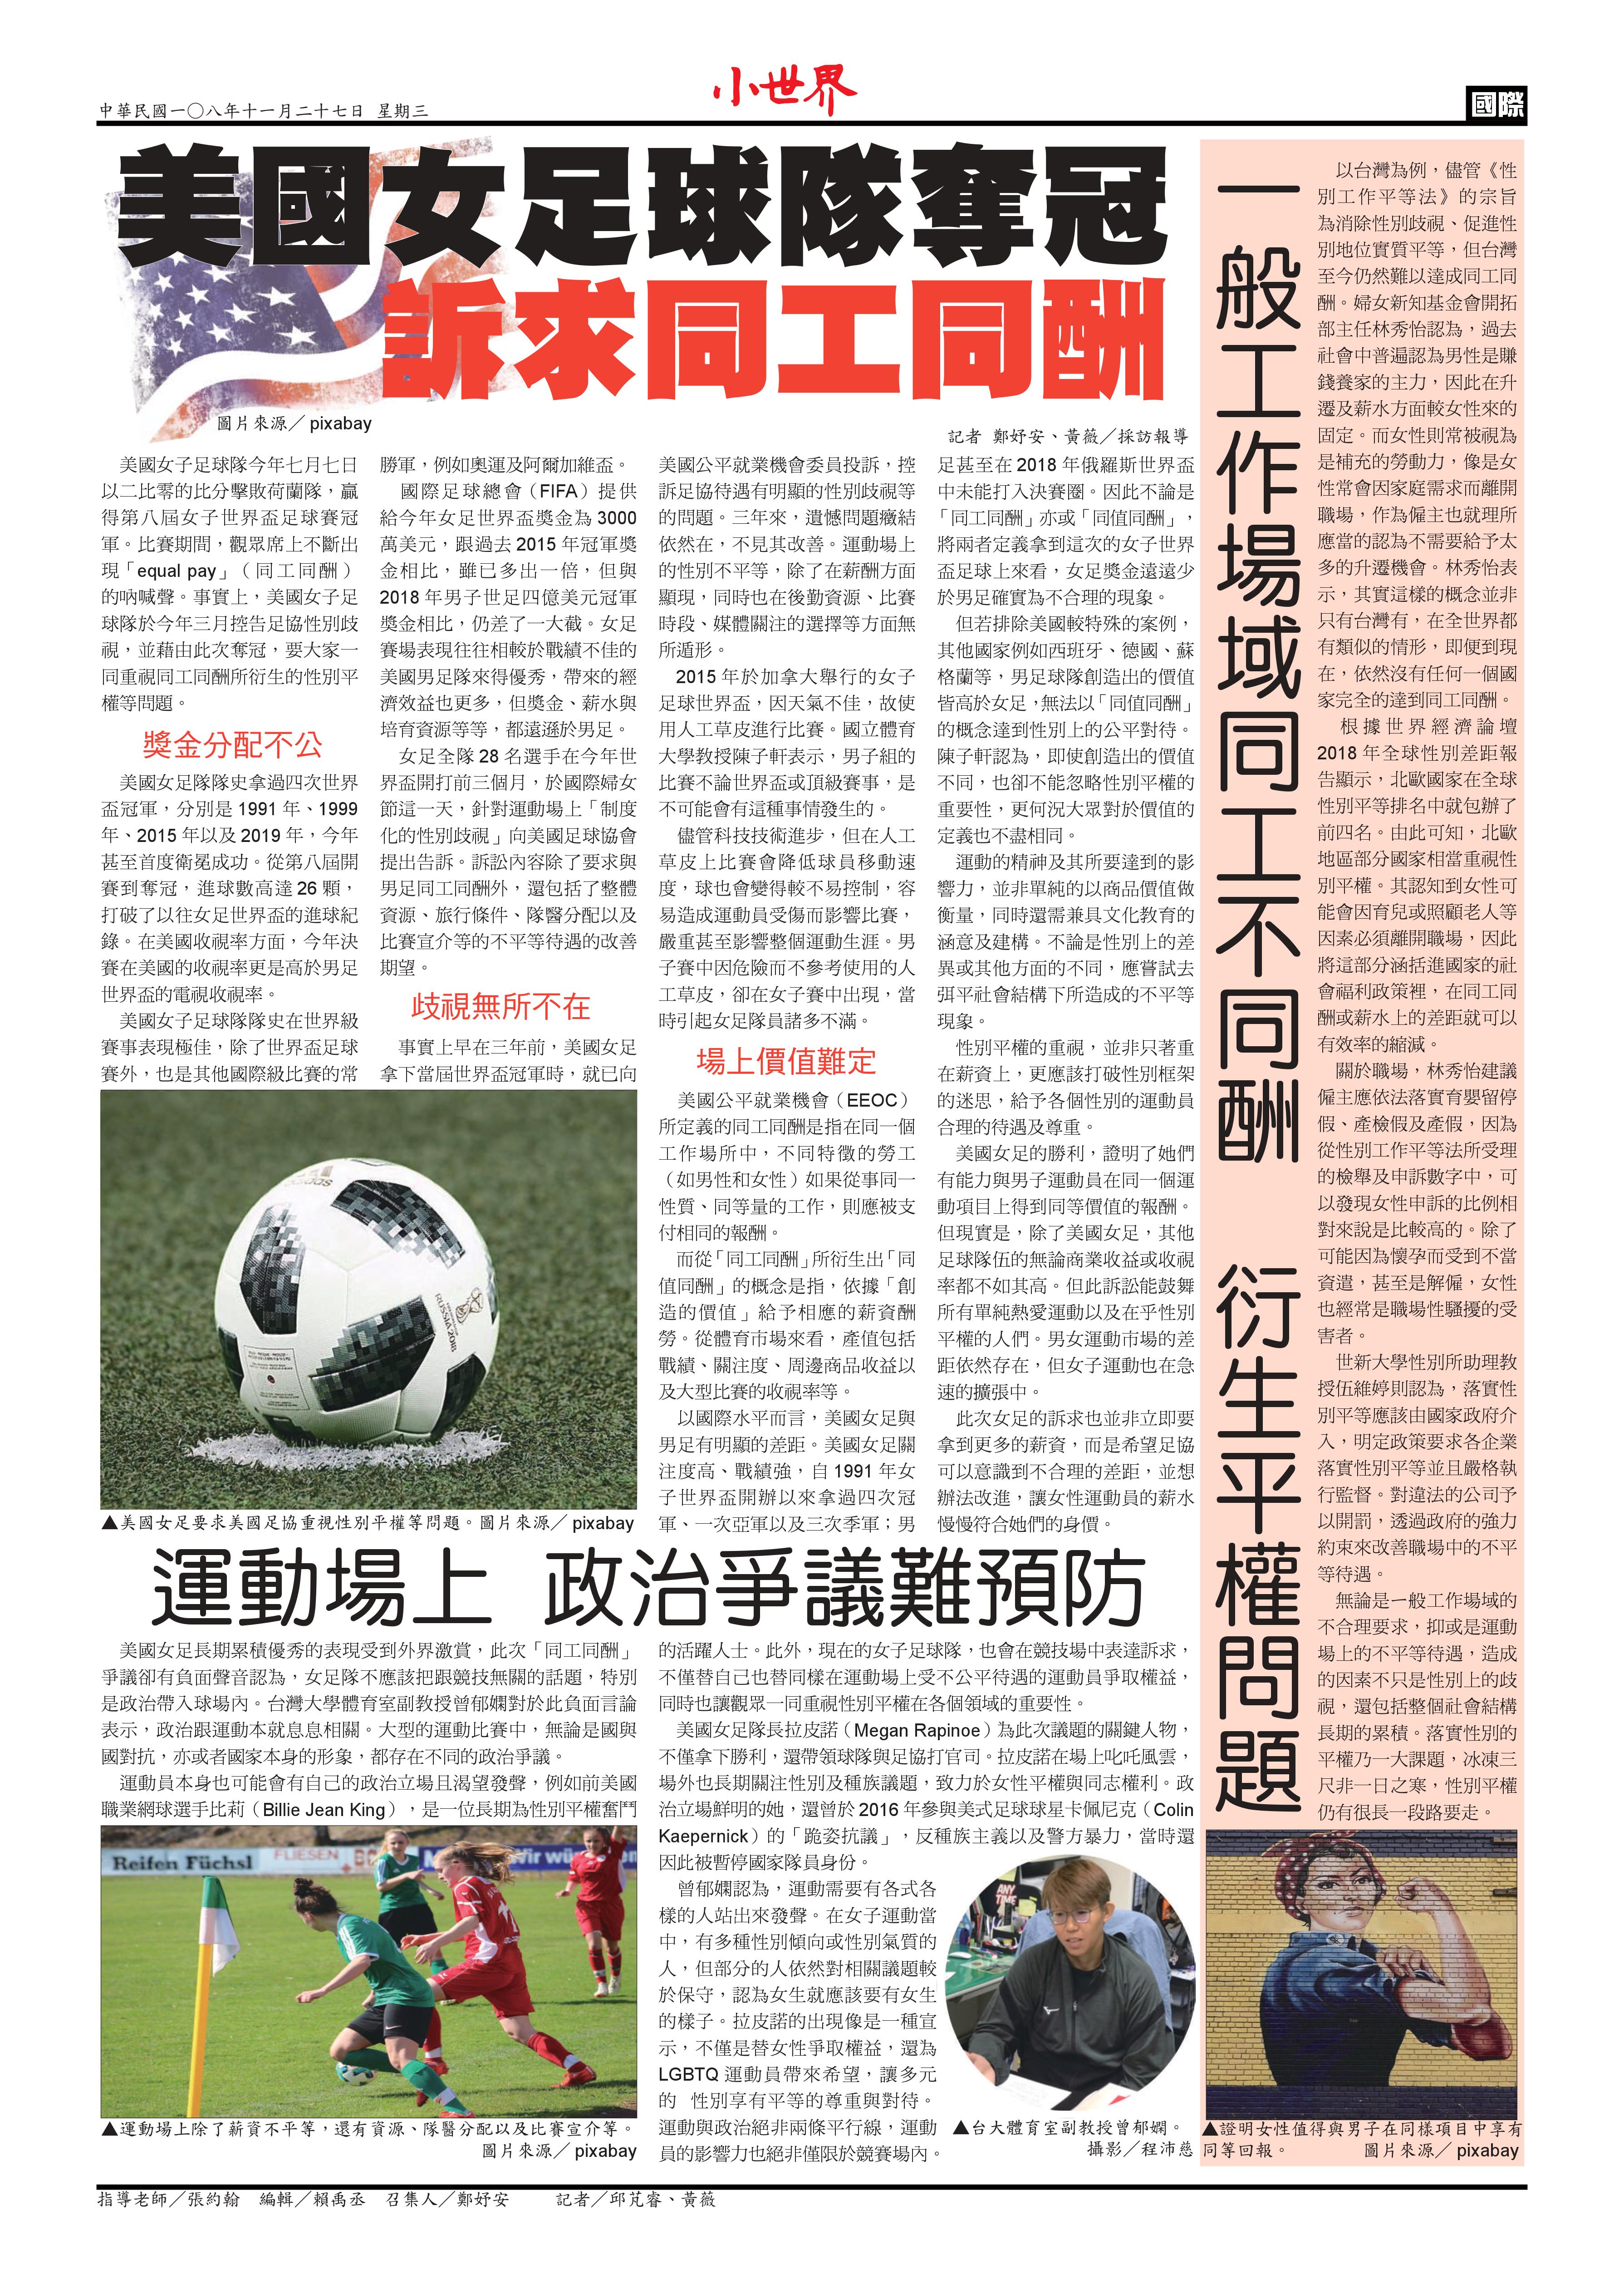 小世界
中華民國一〇八年十一月二十七日 星期三
國際
美國女足球隊奪冠
訴求同工同酬
圖片來源╱pixabay
記者 鄭妤安、黃薇╱採訪報導
美國女子足球隊今年七月七日
以二比零的比分擊敗荷蘭隊，贏
得第八屆女子世界盃足球賽冠
軍。比賽期間，觀眾席上不斷出
現「equal pay」（同工同酬）
的吶喊聲。事實上，美國女子足
球隊於今年三月控告足協性別歧
視，並藉由此次奪冠，要大家一
同重視同工同酬所衍生的性別平
權等問題。
獎金分配不公
美國女足隊隊史拿過四次世界
盃冠軍，分別是 1991 年、1999
年、2015 年以及 2019 年，今年
甚至首度衛冕成功。從第八屆開
賽到奪冠，進球數高達 26 顆，
打破了以往女足世界盃的進球紀
錄。在美國收視率方面，今年決
賽在美國的收視率更是高於男足
世界盃的電視收視率。
美國女子足球隊隊史在世界級
賽事表現極佳，除了世界盃足球
賽外，也是其他國際級比賽的常
勝軍，例如奧運及阿爾加維盃。
國際足球總會（FIFA）提供
給今年女足世界盃獎金為 3000
萬美元，跟過去 2015 年冠軍獎
金相比，雖已多出一倍，但與
2018 年男子世足四億美元冠軍
獎金相比，仍差了一大截。女足
賽場表現往往相較於戰績不佳的
美國男足隊來得優秀，帶來的經
濟效益也更多，但獎金、薪水與
培育資源等等，都遠遜於男足。
女足全隊 28 名選手在今年世
界盃開打前三個月，於國際婦女
節這一天，針對運動場上「制度
化的性別歧視」向美國足球協會
提出告訴。訴訟內容除了要求與
男足同工同酬外，還包括了整體
資源、旅行條件、隊醫分配以及
比賽宣介等的不平等待遇的改善
期望。
歧視無所不在
事實上早在三年前，美國女足
拿下當屆世界盃冠軍時，就已向
美國公平就業機會委員投訴，控
訴足協待遇有明顯的性別歧視等
的問題。三年來，遺憾問題癥結
依然在，不見其改善。運動場上
的性別不平等，除了在薪酬方面
顯現，同時也在後勤資源、比賽
時段、媒體關注的選擇等方面無
所遁形。
2015 年於加拿大舉行的女子
足球世界盃，因天氣不佳，故使
用人工草皮進行比賽。國立體育
大學教授陳子軒表示，男子組的
比賽不論世界盃或頂級賽事，是
不可能會有這種事情發生的。
儘管科技技術進步，但在人工
草皮上比賽會降低球員移動速
度，球也會變得較不易控制，容
易造成運動員受傷而影響比賽，
嚴重甚至影響整個運動生涯。男
子賽中因危險而不參考使用的人
工草皮，卻在女子賽中出現，當
時引起女足隊員諸多不滿。
場上價值難定
美國公平就業機會（EEOC）
所定義的同工同酬是指在同一個
工作場所中，不同特徵的勞工
（如男性和女性）如果從事同一
性質、同等量的工作，則應被支
付相同的報酬。
而從「同工同酬」所衍生出「同
值同酬」的概念是指，依據「創
造的價值」給予相應的薪資酬
勞。從體育市場來看，產值包括
戰績、關注度、周邊商品收益以
及大型比賽的收視率等。
以國際水平而言，美國女足與
男足有明顯的差距。美國女足關
注度高、戰績強，自 1991 年女
子世界盃開辦以來拿過四次冠
軍、一次亞軍以及三次季軍；男
足甚至在 2018 年俄羅斯世界盃
中未能打入決賽圈。因此不論是
「同工同酬」亦或「同值同酬」，
將兩者定義拿到這次的女子世界
盃足球上來看，女足獎金遠遠少
於男足確實為不合理的現象。
但若排除美國較特殊的案例，
其他國家例如西班牙、德國、蘇
格蘭等，男足球隊創造出的價值
皆高於女足，無法以「同值同酬」
的概念達到性別上的公平對待。
陳子軒認為，即使創造出的價值
不同，也卻不能忽略性別平權的
重要性，更何況大眾對於價值的
定義也不盡相同。
運動的精神及其所要達到的影
響力，並非單純的以商品價值做
衡量，同時還需兼具文化教育的
涵意及建構。不論是性別上的差
異或其他方面的不同，應嘗試去
弭平社會結構下所造成的不平等
現象。
性別平權的重視，並非只著重
在薪資上，更應該打破性別框架
的迷思，給予各個性別的運動員
合理的待遇及尊重。
美國女足的勝利，證明了她們
有能力與男子運動員在同一個運
動項目上得到同等價值的報酬。
但現實是，除了美國女足，其他
足球隊伍的無論商業收益或收視
率都不如其高。但此訴訟能鼓舞
所有單純熱愛運動以及在乎性別
平權的人們。男女運動市場的差
距依然存在，但女子運動也在急
速的擴張中。
此次女足的訴求也並非立即要
拿到更多的薪資，而是希望足協
可以意識到不合理的差距，並想
辦法改進，讓女性運動員的薪水
慢慢符合她們的身價。
adidas
RUSSIA 2018
▲美國女足要求美國足協重視性別平權等問題。圖片來源╱pixabay
運動場上 政治爭議難預防
美國女足長期累積優秀的表現受到外界激賞，此次「同工同酬」
爭議卻有負面聲音認為，女足隊不應該把跟競技無關的話題，特別
是政治帶入球場內。台灣大學體育室副教授曾郁嫻對於此負面言論
表示，政治跟運動本就息息相關。大型的運動比賽中，無論是國與
國對抗，亦或者國家本身的形象，都存在不同的政治爭議。
運動員本身也可能會有自己的政治立場且渴望發聲，例如前美國
職業網球選手比莉（Billie Jean King），是一位長期為性別平權奮鬥
的活躍人士。此外，現在的女子足球隊，也會在競技場中表達訴求，
不僅替自己也替同樣在運動場上受不公平待遇的運動員爭取權益，
同時也讓觀眾一同重視性別平權在各個領域的重要性。
美國女足隊長拉皮諾（Megan Rapinoe）為此次議題的關鍵人物，
不僅拿下勝利，還帶領球隊與足協打官司。拉皮諾在場上叱吒風雲，
場外也長期關注性別及種族議題，致力於女性平權與同志權利。政
治立場鮮明的她，還曾於 2016 年參與美式足球球星卡佩尼克（Colin
Kaepernick）的「跪姿抗議」，反種族主義以及警方暴力，當時還
因此被暫停國家隊員身份。
曾郁嫻認為，運動需要有各式各
樣的人站出來發聲。在女子運動當
中，有多種性別傾向或性別氣質的
人，但部分的人依然對相關議題較
於保守，認為女生就應該要有女生
的樣子。拉皮諾的出現像是一種宣
示，不僅是替女性爭取權益，還為
LGBTQ 運動員帶來希望，讓多元
的 性別享有平等的尊重與對待。
運動與政治絕非兩條平行線，運動
員的影響力也絕非僅限於競賽場內。
Reifen Füchsl
FLIESEN
▲運動場上除了薪資不平等，還有資源、隊醫分配以及比賽宣介等。
圖片來源╱pixabay
ANY
TIME
▲台大體育室副教授曾郁嫻。
攝影╱程沛慈
一般工作場域同工不同酬 衍生平權問題
以台灣為例，儘管《性
別工作平等法》的宗旨
為消除性別歧視、促進性
別地位實質平等，但台灣
至今仍然難以達成同工同
酬。婦女新知基金會開拓
部主任林秀怡認為，過去
社會中普遍認為男性是賺
錢養家的主力，因此在升
遷及薪水方面較女性來的
固定。而女性則常被視為
是補充的勞動力，像是女
性常會因家庭需求而離開
職場，作為僱主也就理所
應當的認為不需要給予太
多的升遷機會。林秀怡表
示，其實這樣的概念並非
只有台灣有，在全世界都
有類似的情形，即便到現
在，依然沒有任何一個國
家完全的達到同工同酬。
根據世界經濟論壇
2018 年全球性別差距報
告顯示，北歐國家在全球
性別平等排名中就包辦了
前四名。由此可知，北歐
地區部分國家相當重視性
別平權。其認知到女性可
能會因育兒或照顧老人等
因素必須離開職場，因此
將這部分涵括進國家的社
會福利政策裡，在同工同
酬或薪水上的差距就可以
有效率的縮減。
關於職場，林秀怡建議
僱主應依法落實育嬰留停
假、產檢假及產假，因為
從性別工作平等法所受理
的檢舉及申訴數字中，可
以發現女性申訴的比例相
對來說是比較高的。除了
可能因為懷孕而受到不當
資遣，甚至是解僱，女性
也經常是職場性騷擾的受
害者。
世新大學性別所助理教
授伍維婷則認為，落實性
別平等應該由國家政府介
入，明定政策要求各企業
落實性別平等並且嚴格執
行監督。對違法的公司予
以開罰，透過政府的強力
約束來改善職場中的不平
等待遇。
無論是一般工作場域的
不合理要求，抑或是運動
場上的不平等待遇，造成
的因素不只是性別上的歧
視，還包括整個社會結構
長期的累積。落實性別的
平權乃一大課題，冰凍三
尺非一日之寒，性別平權
仍有很長一段路要走。
▲證明女性值得與男子在同樣項目中享有
同等回報。 圖片來源╱pixabay
指導老師╱張約翰 編輯╱賴禹丞 召集人╱鄭妤安 記者╱邱芃睿、黃薇